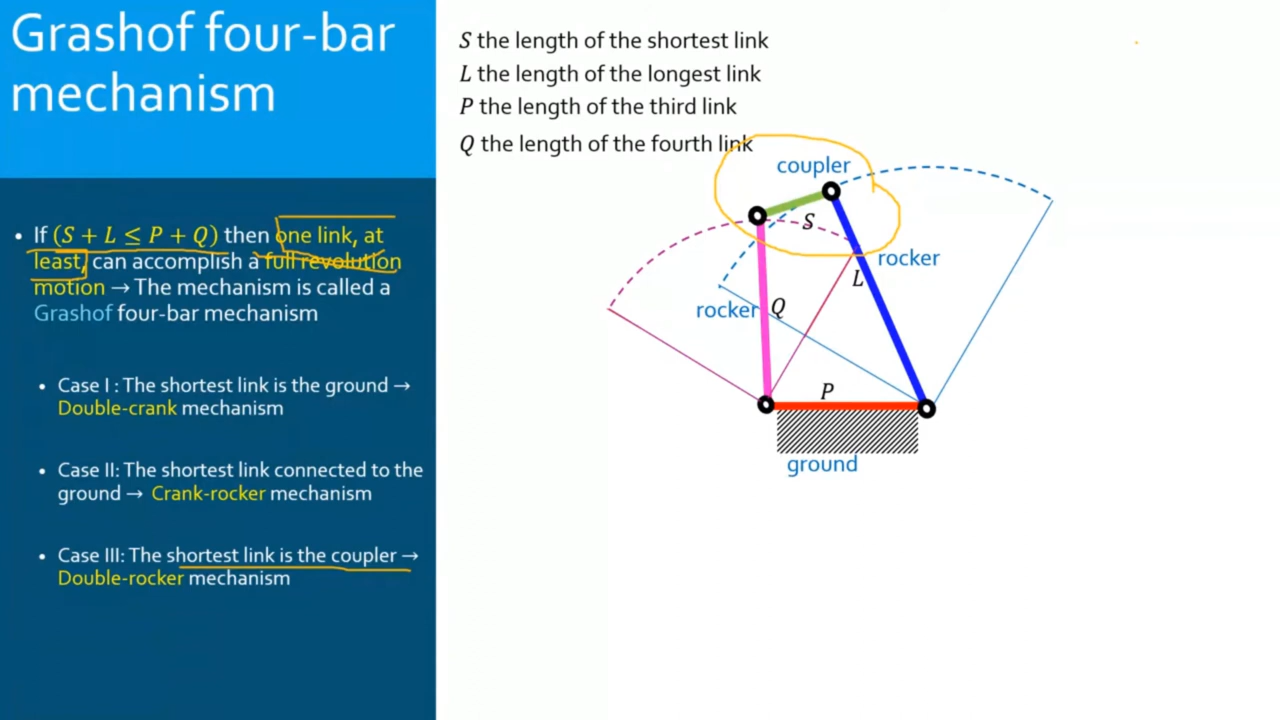 Grashof four-bar
mechanism
If (S + L ≤ P + Q) then one link, at
least, can accomplish a full revolution
motion → The mechanism is called a
Grashof four-bar mechanism
Case I : The shortest link is the ground →
Double-crank mechanism
Case II: The shortest link connected to the
ground → Crank-rocker mechanism
Case III: The shortest link is the coupler →
Double-rocker mechanism
S the length of the shortest link
L the length of the longest link
P the length of the third link
Q the length of the fourth link
coupler
S
rocker
L
rocker
Q
P
ground